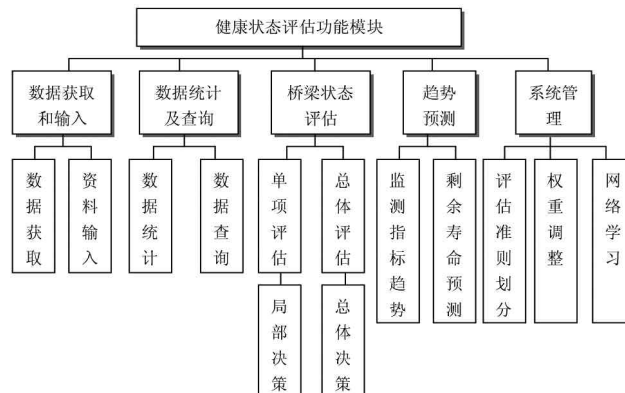 健康状态评估功能模块
数据获取
和输入
数据统计
及查询
桥梁状态
评估
趋势
预测
系统
管理
数据获取
资料输入
数据统计
数据查询
单项评估
总体评估
监测指标趋势
剩余寿命预测
评估准则划分
权重调整
网络学习
局部决策
总体决策